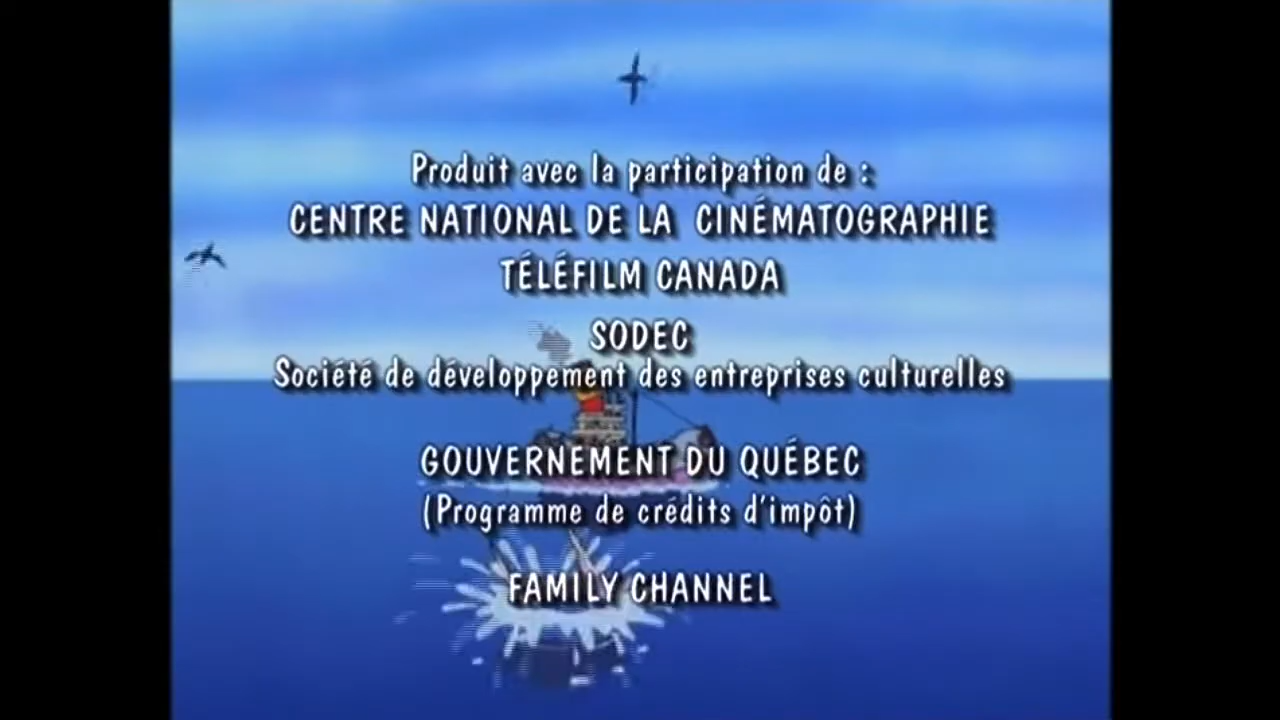 Produit avec la participation de :
CENTRE NATIONAL DE LA CINÉMATOGRAPHIE
TÉLÉFILM CANADA
SODEC
Société de développement des entreprises culturelles
GOUVERNEMENT DU QUÉBEC
(Programme de crédits d'impôt)
FAMILY CHANNEL